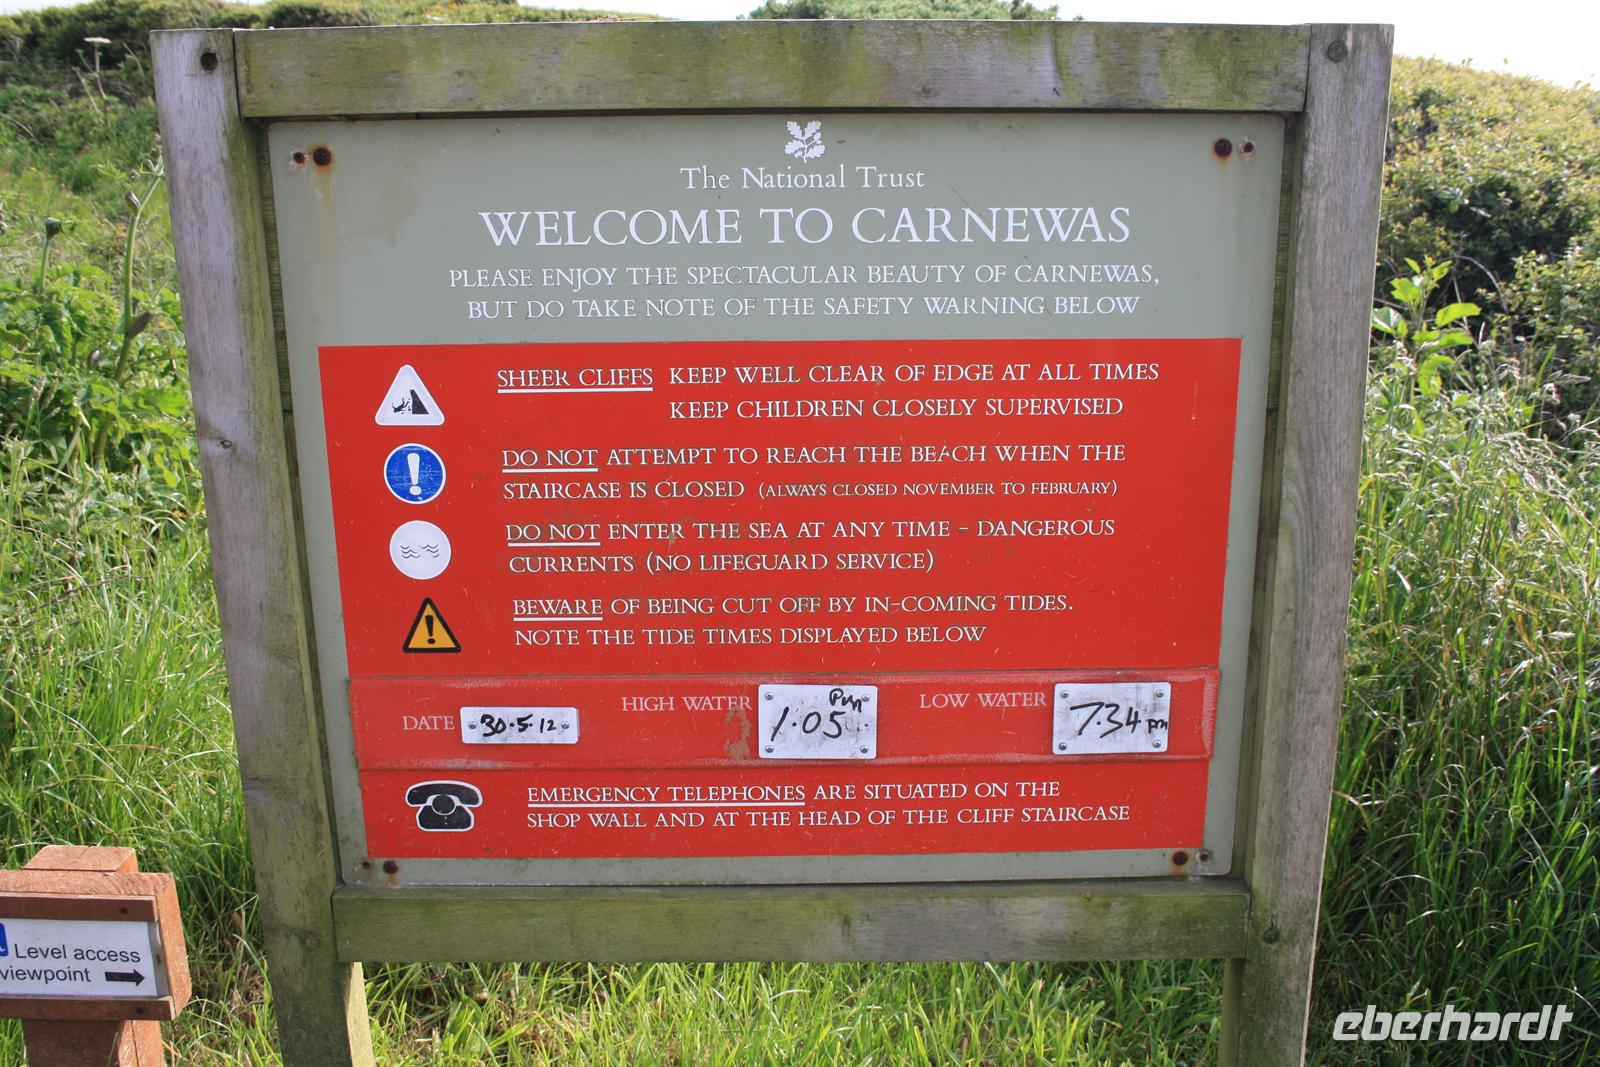 The National Trust
WELCOME TO CARNEWAS
PLEASE ENJOY THE SPECTACULAR BEAUTY OF CARNEWAS,
BUT DO TAKE NOTE OF THE SAFETY WARNING BELOW
SHEER CLIFFS KEEP WELL CLEAR OF EDGE AT ALL TIMES
KEEP CHILDREN CLOSELY SUPERVISED
DO NOT ATTEMPT TO REACH THE BEACH WHEN THE
STAIRCASE IS CLOSED (ALWAYS CLOSED NOVEMBER TO FEBRUARY)
DO NOT ENTER THE SEA AT ANY TIME - DANGEROUS
CURRENTS (NO LIFEGUARD SERVICE)
BEWARE OF BEING CUT OFF BY IN-COMING TIDES.
NOTE THE TIDE TIMES DISPLAYED BELOW
DATE 30.5.12 HIGH WATER 1.05 pm LOW WATER 7.34 pm
EMERGENCY TELEPHONES ARE SITUATED ON THE
SHOP WALL AND AT THE HEAD OF THE CLIFF STAIRCASE
Level access
viewpoint
eberhardt